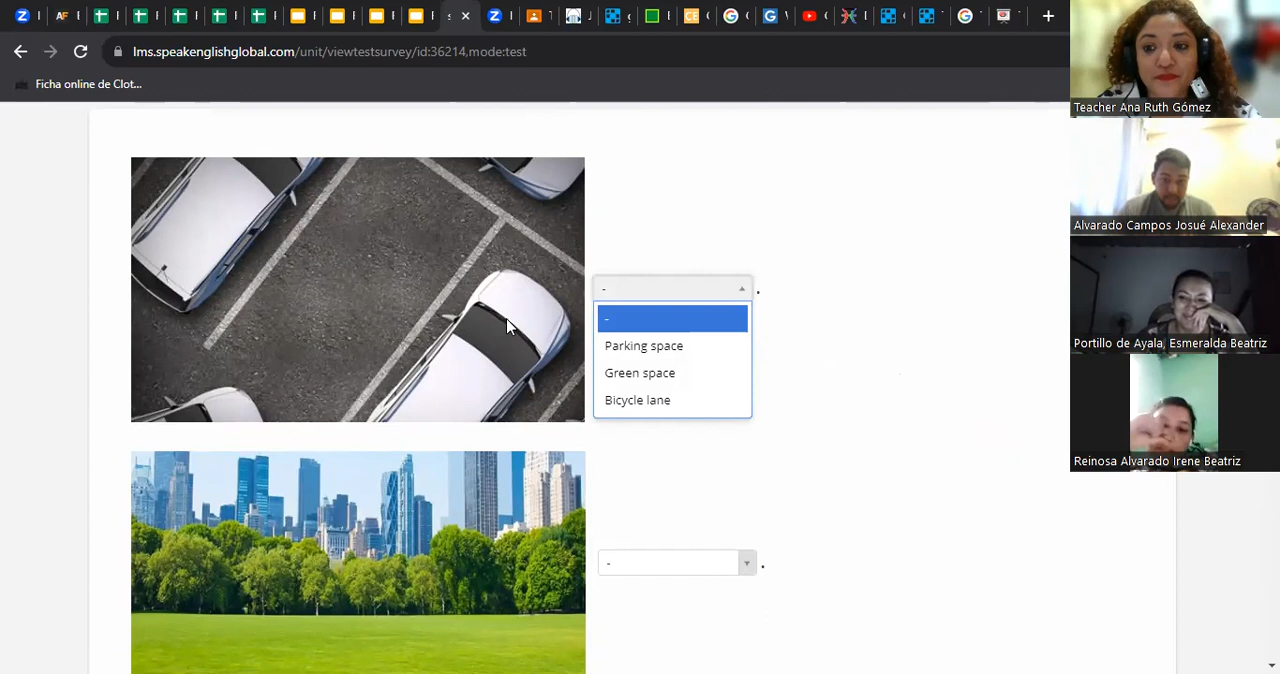 lms.speakenglishglobal.com/unit/viewtestsurvey/id:36214,mode:test
Ficha online de Clot...
-
-
Parking space
Green space
Bicycle lane
.
-
.
Teacher Ana Ruth Gómez
Alvarado Campos Josué Alexander
Portillo de Ayala, Esmeralda Beatriz
Reinosa Alvarado Irene Beatriz